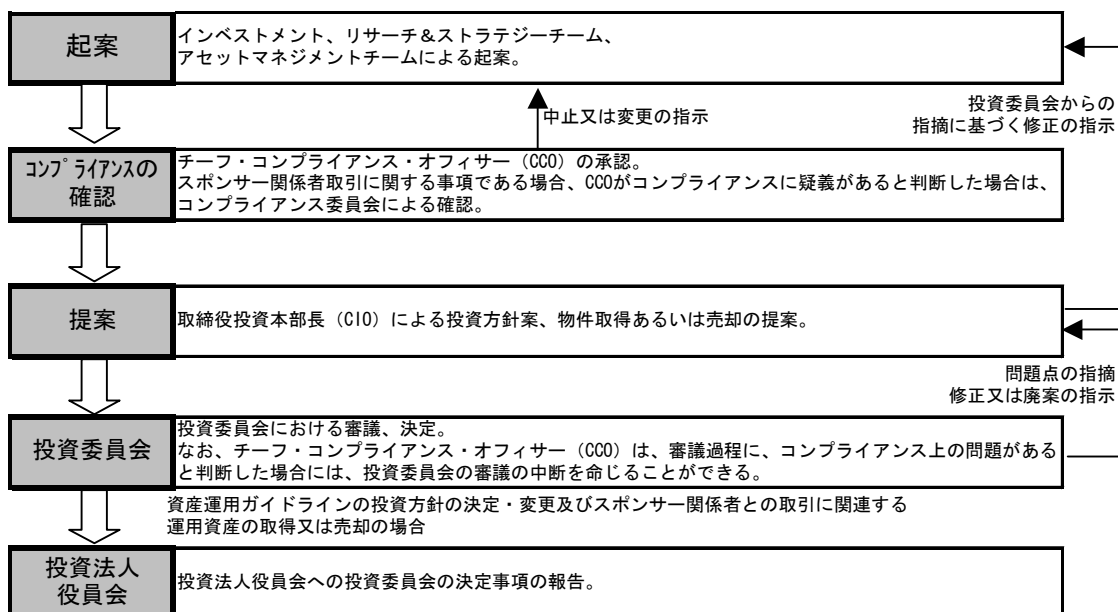 起案
インベストメント、リサーチ&ストラテジーチーム、
アセットマネジメントチームによる起案。
中止又は変更の指示
投資委員会からの
指摘に基づく修正の指示
コンプライアンスの
確認
チーフ・コンプライアンス・オフィサー（CCO）の承認。
スポンサー関係者取引に関する事項である場合、CCOがコンプライアンスに疑義があると判断した場合は、
コンプライアンス委員会による確認。
提案
取締役投資本部長（CIO）による投資方針案、物件取得あるいは売却の提案。
問題点の指摘
修正又は廃案の指示
投資委員会
投資委員会における審議、決定。
なお、チーフ・コンプライアンス・オフィサー（CCO）は、審議過程に、コンプライアンス上の問題がある
と判断した場合には、投資委員会の審議の中断を命じることができる。
資産運用ガイドラインの投資方針の決定・変更及びスポンサー関係者との取引に関連する
運用資産の取得又は売却の場合
投資法人
役員会
投資法人役員会への投資委員会の決定事項の報告。